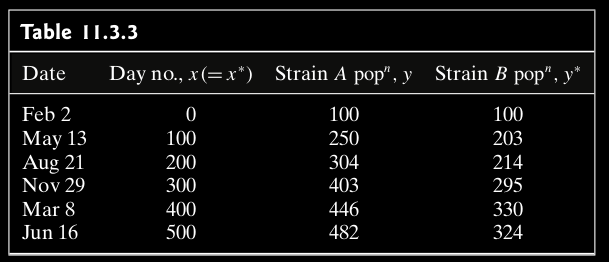 Table 11.3.3
Date Day no., x(= x*) Strain A popⁿ, y Strain B popⁿ, y*
Feb 2 0 100 100
May 13 100 250 203
Aug 21 200 304 214
Nov 29 300 403 295
Mar 8 400 446 330
Jun 16 500 482 324